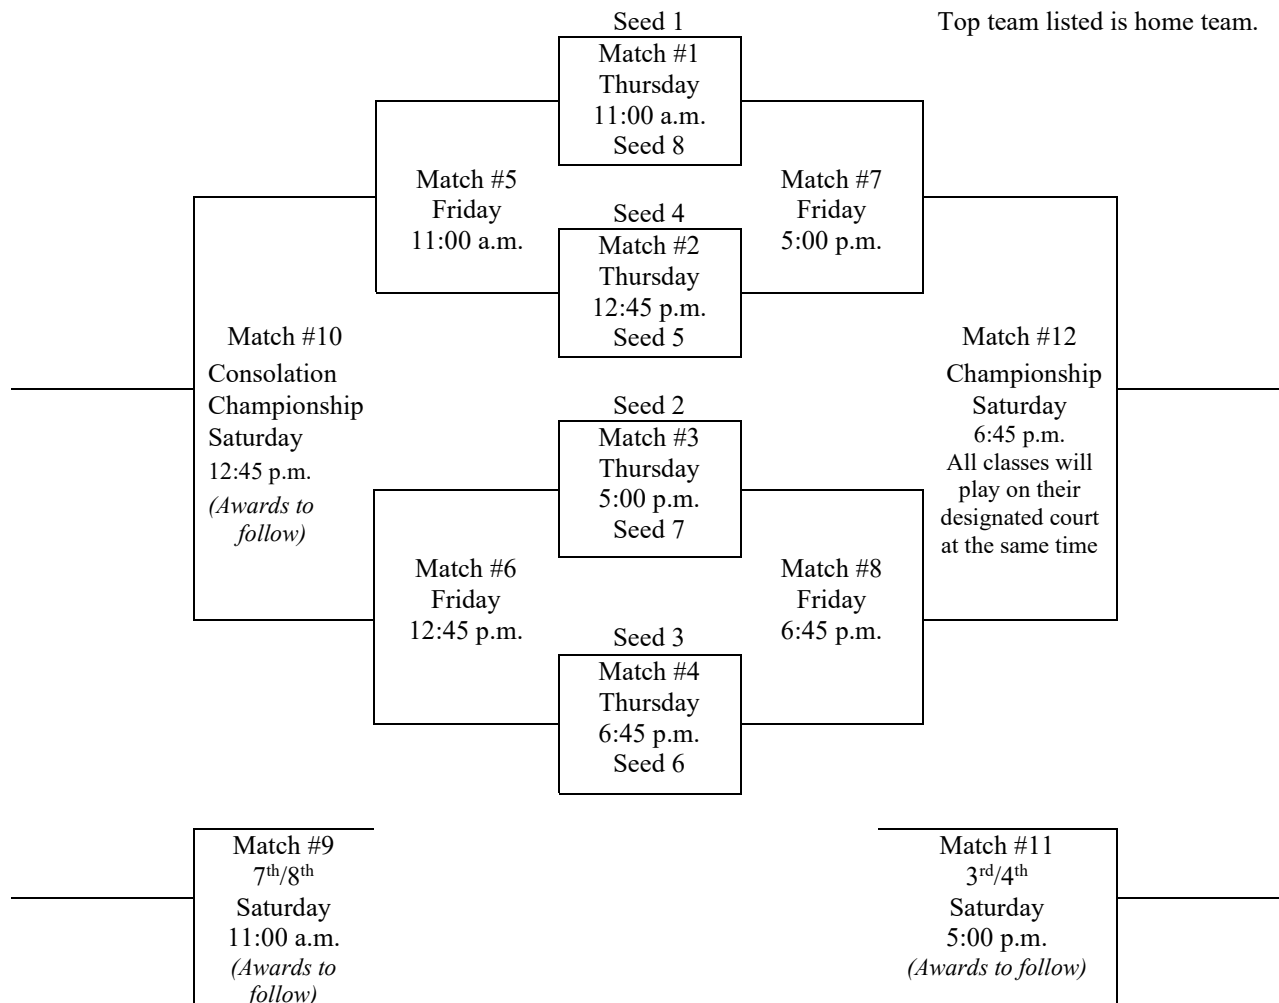 Seed 1
Top team listed is home team.
Match #1
Thursday
11:00 a.m.
Seed 8
Match #5
Friday
11:00 a.m.
Match #7
Friday
5:00 p.m.
Seed 4
Match #2
Thursday
12:45 p.m.
Seed 5
Match #10
Consolation
Championship
Saturday
12:45 p.m.
(Awards to
follow)
Match #12
Championship
Saturday
6:45 p.m.
All classes will
play on their
designated court
at the same time
Seed 2
Match #3
Thursday
5:00 p.m.
Seed 7
Match #6
Friday
12:45 p.m.
Match #8
Friday
6:45 p.m.
Seed 3
Match #4
Thursday
6:45 p.m.
Seed 6
Match #9
7th/8th
Saturday
11:00 a.m.
(Awards to
follow)
Match #11
3rd/4th
Saturday
5:00 p.m.
(Awards to follow)